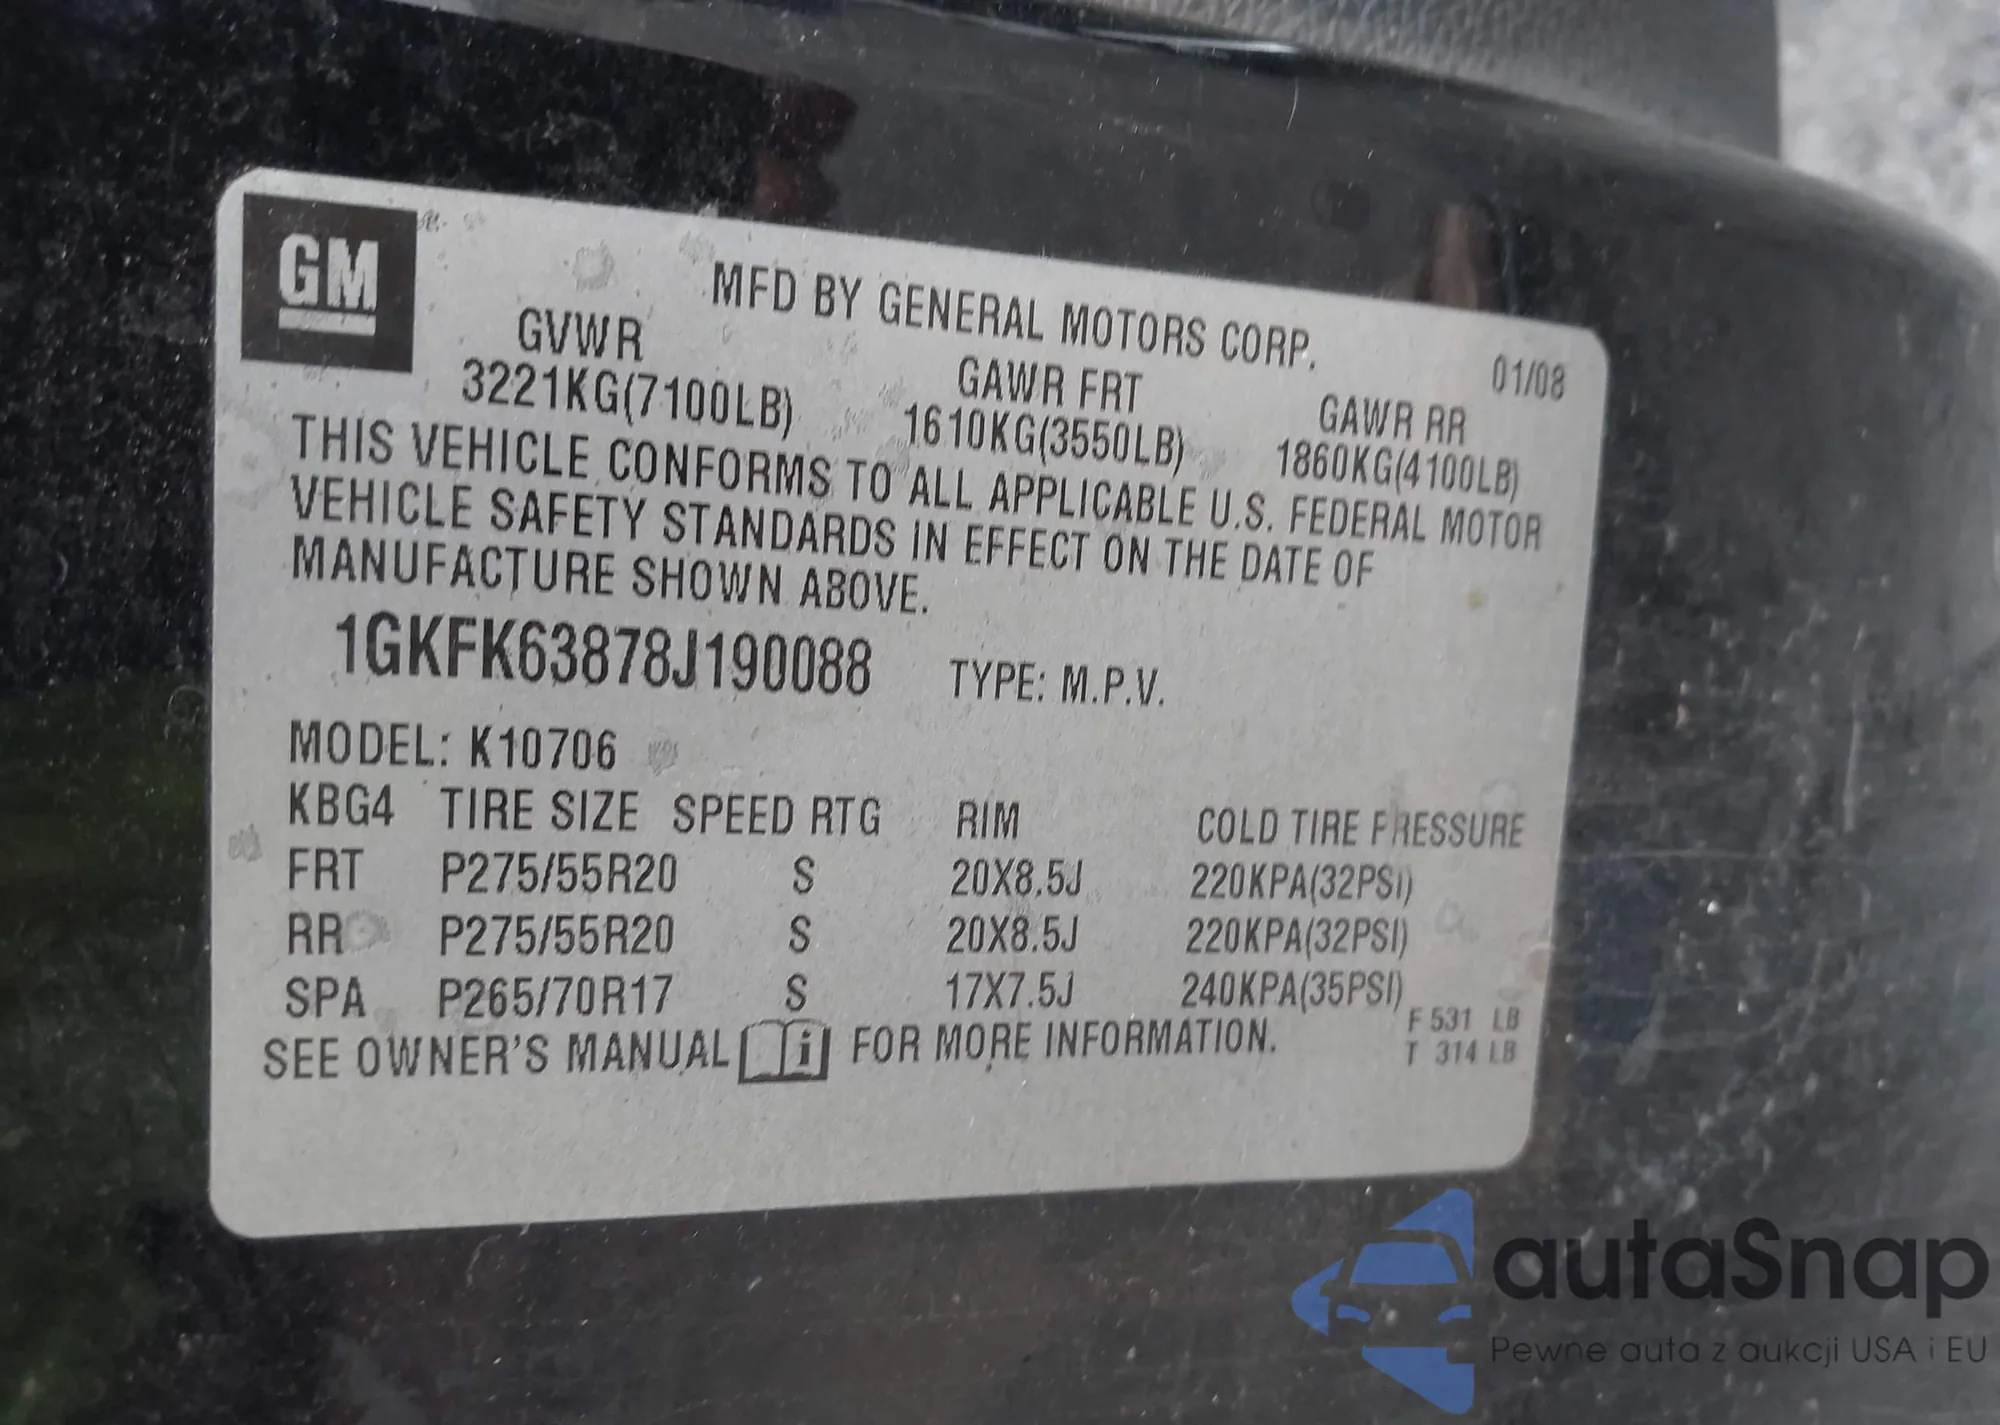 GM
MFD BY GENERAL MOTORS CORP.
01/08
GVWR GAWR FRT GAWR RR
3221KG(7100LB) 1610KG(3550LB) 1860KG(4100LB)
THIS VEHICLE CONFORMS TO ALL APPLICABLE U.S. FEDERAL MOTOR
VEHICLE SAFETY STANDARDS IN EFFECT ON THE DATE OF
MANUFACTURE SHOWN ABOVE.
1GKFK63878J190088 TYPE: M.P.V.
MODEL: K10706
KBG4 TIRE SIZE SPEED RTG RIM COLD TIRE PRESSURE
FRT P275/55R20 S 20X8.5J 220KPA(32PSI)
RR P275/55R20 S 20X8.5J 220KPA(32PSI)
SPA P265/70R17 S 17X7.5J 240KPA(35PSI)
F 531 LB
T 314 LB
SEE OWNER'S MANUAL i FOR MORE INFORMATION.
autaSnap
Pewne auta z aukcji USA i EU